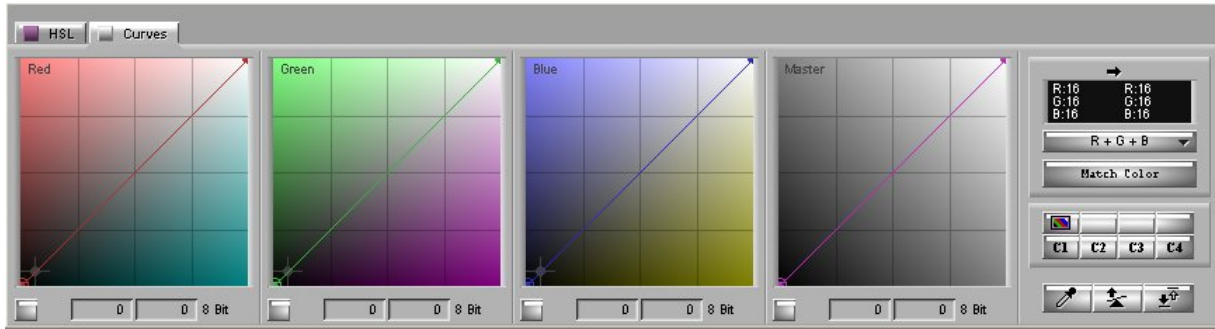 HSL
Curves
Red
Green
Blue
Master
R:16 R:16
G:16 G:16
B:16 B:16
R + G + B
Match Color
C1 C2 C3 C4
0 0 8 Bit
0 0 8 Bit
0 0 8 Bit
0 0 8 Bit